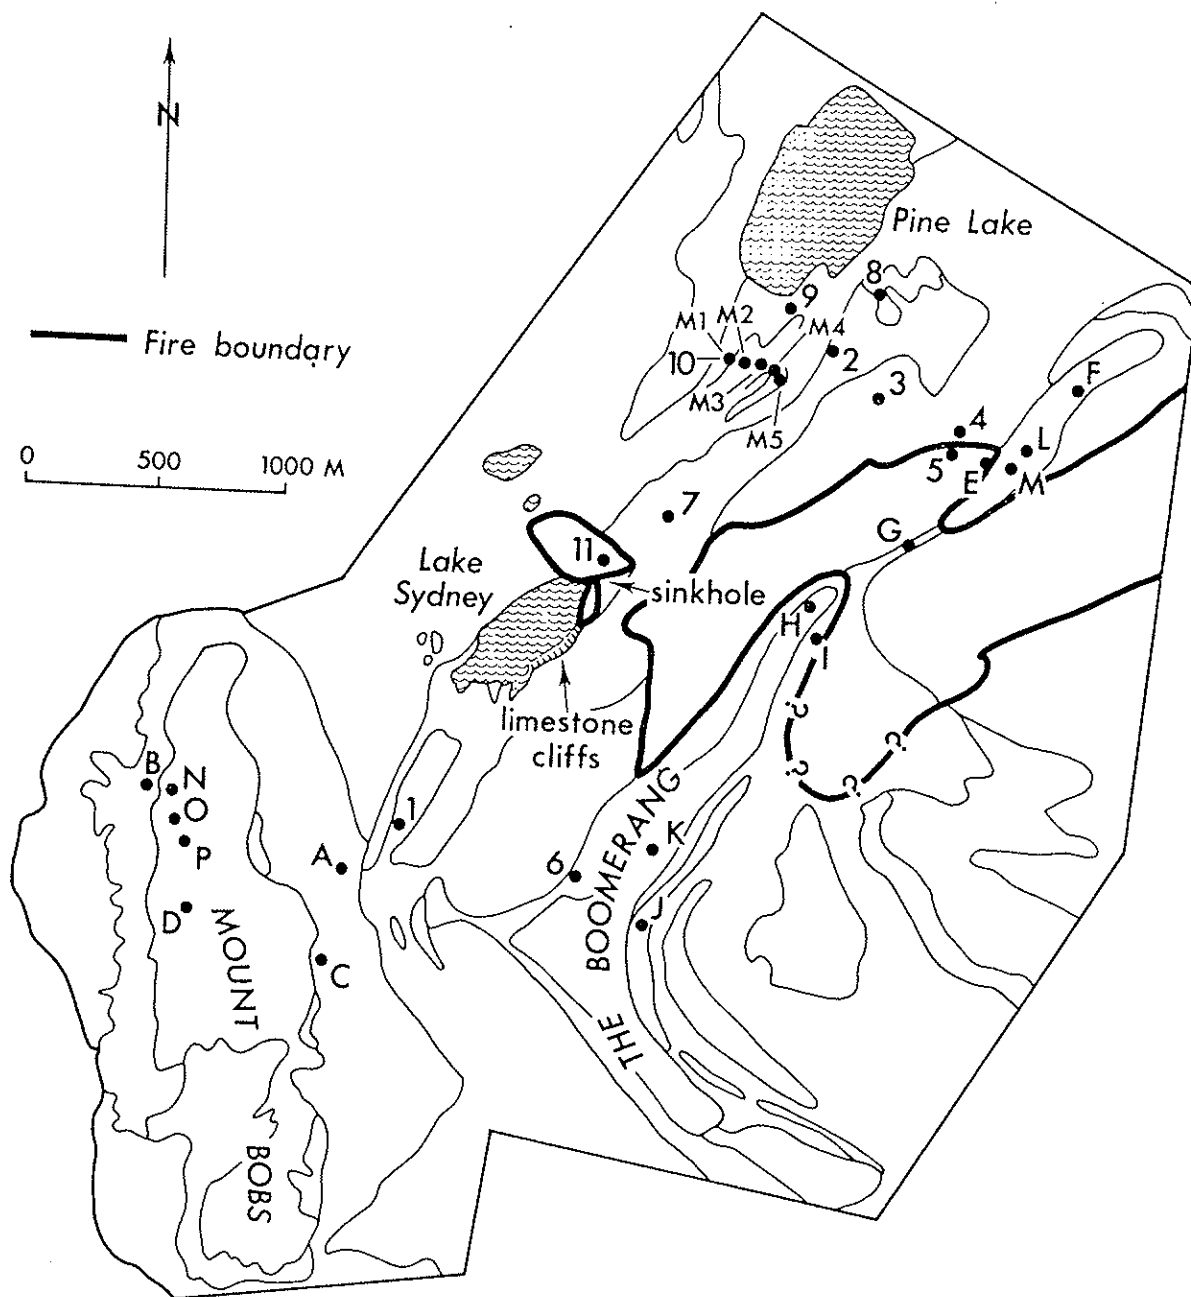 N
Pine Lake
8
9
M1
M2
M4
Fire boundary
10
2
M3
3
F
M5
4
0
500
1000 M
5
E
L
M
7
G
11
Lake
Sydney
sinkhole
H
I
limestone
cliffs
?
?
?
?
B
N
O
P
1
A
K
6
D
J
C
MOUNT
BOBS
THE
BOOMERANG